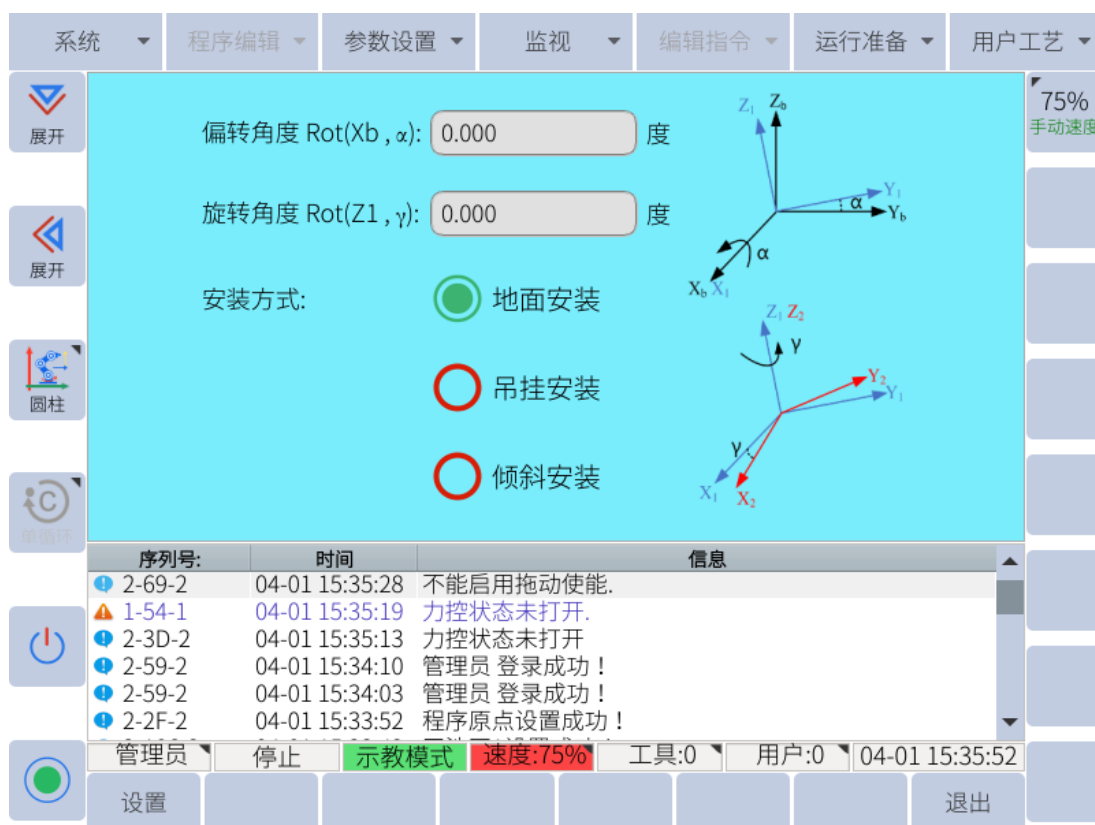 系统 程序编辑 参数设置 监视 编辑指令 运行准备 用户工艺
展开
展开
圆柱
单循环
75%
手动速度
偏转角度 Rot(Xb , α): 0.000 度
旋转角度 Rot(Z1 , γ): 0.000 度
安装方式: 地面安装
吊挂安装
倾斜安装
Z₁ Z_b
Y₁
α
Y_b
α
X_b X₁
Z₁ Z₂
γ
Y₂
Y₁
γ
X₁ X₂
序列号: 时间 信息
2-69-2 04-01 15:35:28 不能启用拖动使能.
1-54-1 04-01 15:35:19 力控状态未打开.
2-3D-2 04-01 15:35:13 力控状态未打开
2-59-2 04-01 15:34:10 管理员 登录成功！
2-59-2 04-01 15:34:03 管理员 登录成功！
2-2F-2 04-01 15:33:52 程序原点设置成功！
管理员 停止 示教模式 速度:75% 工具:0 用户:0 04-01 15:35:52
设置 退出